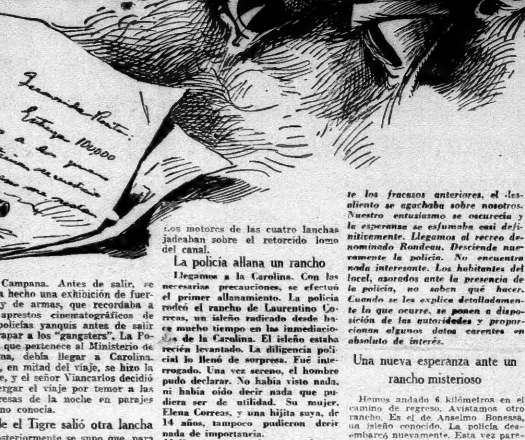 Fernando
Entregue 100.000
a
Campana. Antes de salir, se
a hecho una exhibición de fuer-
de armas, que recordaba a
aprestos cinematográficos de
policías yanquis antes de salir
rapar a los "gangsters". La Po-
que pertenece al Ministerio de
na, debía llegar a Carolina.
, en mitad del viaje, se hizo la
e, y el señor Viancarlos decidió
ergar el viaje por temor a las
resas de la noche en parajes
no conocía.
de el Tigre salió otra lancha
osteriormente se supo que, para
Los motores de las cuatro lanchas
jadeaban sobre el retorcido lomo
del canal.
La policía allana un rancho
Llegamos a la Carolina. Con las
necesarias precauciones, se efectuó
el primer allanamiento. La policía
rodeó el rancho de Laurentino Co-
rreas, un isleño radicado desde ha-
ce mucho tiempo en las inmediacio-
nes de la Carolina. El isleño estaba
recién levantado. La diligencia poli-
cial lo llenó de sorpresa. Fué inte-
rrogado. Una vez sereno, el hombre
pudo declarar. No había visto nada,
ni había oído decir nada que pu-
diera ser de utilidad. Su mujer,
Elena Correas, y una hijita suya, de
14 años, tampoco pudieron decir
nada de importancia.
te los fracasos anteriores, el des-
aliento se agachaba sobre nosotros.
Nuestro entusiasmo se oscurecía y
la esperanza se esfumaba casi defi-
nitivamente. Llegamos al recreo de-
nominado Rondeau. Desciende nue-
vamente la policía. No encuentra
nada interesante. Los habitantes del
local, azorados ante la presencia de
la policía, no saben qué hacer.
Cuando se les explica detalladamen-
te lo que ocurre, se ponen a dispo-
sición de las autoridades y propor-
cionan algunos datos carentes en
absoluto de interés.
Una nueva esperanza ante un
rancho misterioso
Hemos andado 6 kilómetros en el
camino de regreso. Avistamos otro
rancho. Es el de Anselmo Bonessa,
un isleño conocido. La policía des-
embarca nuevamente. Esta vez para